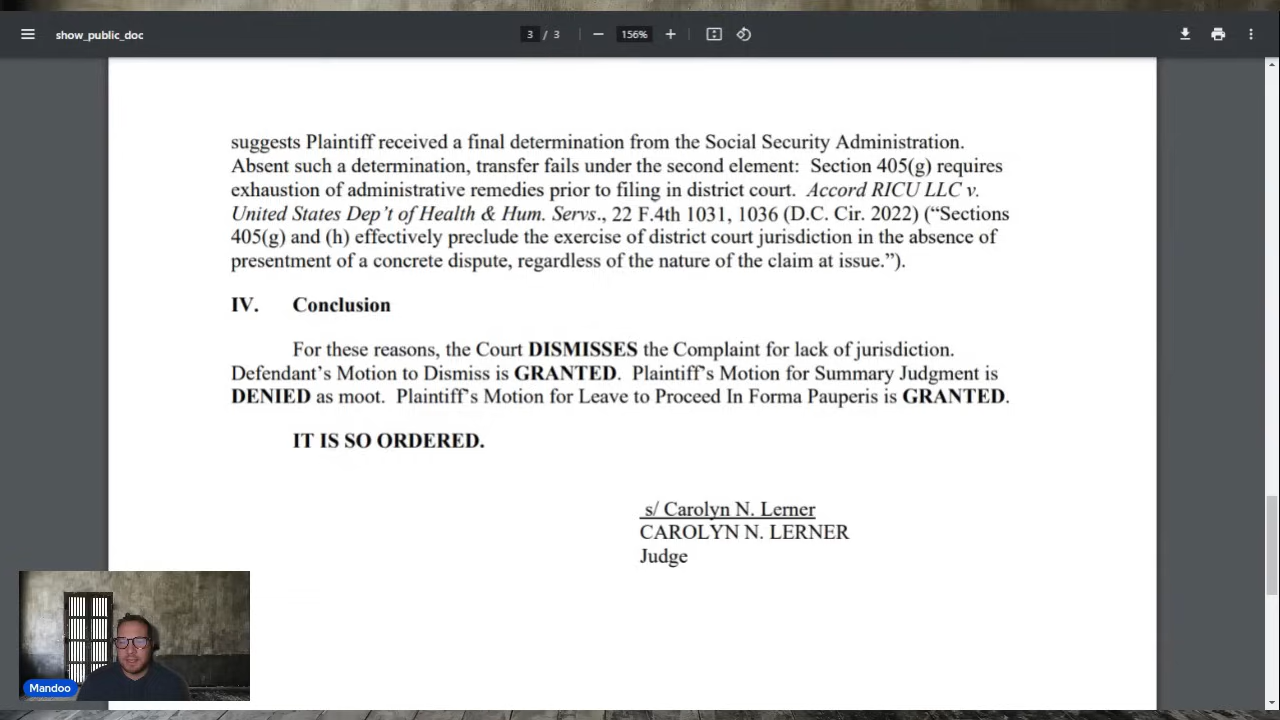 show_public_doc
3 / 3
156%
suggests Plaintiff received a final determination from the Social Security Administration.
Absent such a determination, transfer fails under the second element:  Section 405(g) requires
exhaustion of administrative remedies prior to filing in district court.  Accord RICU LLC v.
United States Dep’t of Health & Hum. Servs., 22 F.4th 1031, 1036 (D.C. Cir. 2022) (“Sections
405(g) and (h) effectively preclude the exercise of district court jurisdiction in the absence of
presentment of a concrete dispute, regardless of the nature of the claim at issue.”).
IV. Conclusion
For these reasons, the Court DISMISSES the Complaint for lack of jurisdiction.
Defendant’s Motion to Dismiss is GRANTED.  Plaintiff’s Motion for Summary Judgment is
DENIED as moot.  Plaintiff’s Motion for Leave to Proceed In Forma Pauperis is GRANTED.
IT IS SO ORDERED.
s/ Carolyn N. Lerner
CAROLYN N. LERNER
Judge
Mandoo